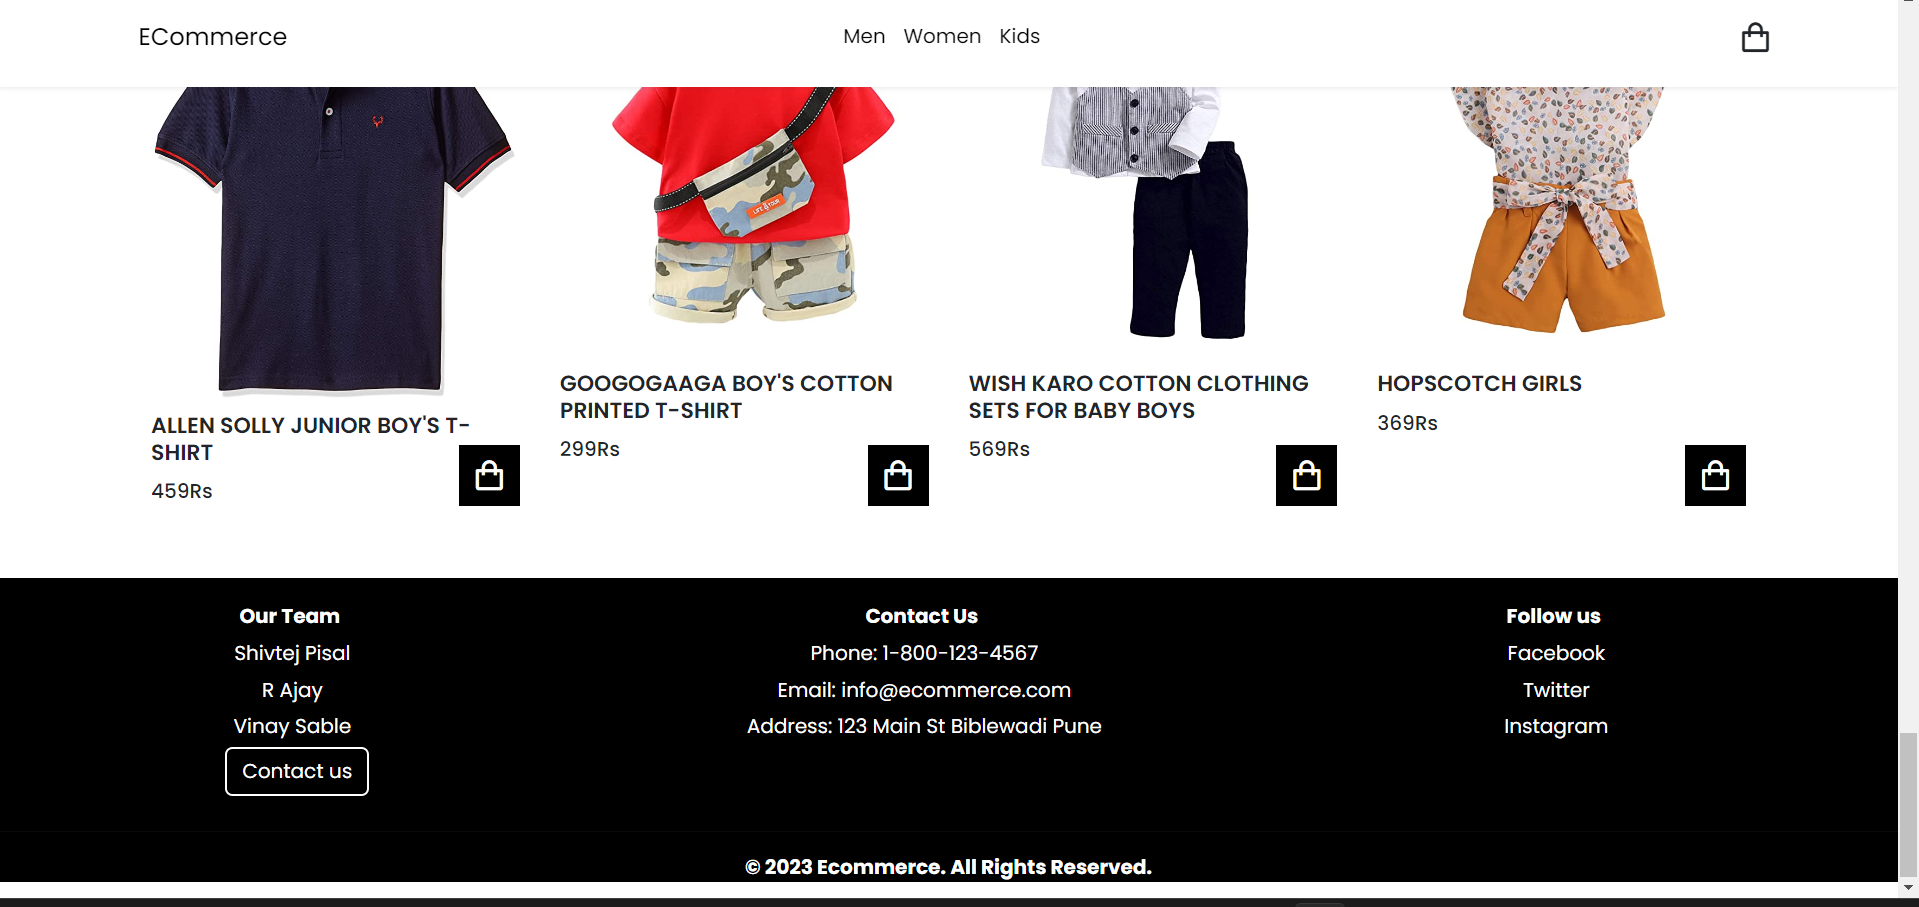 ECommerce
Men Women Kids
LIFE YOUR
ALLEN SOLLY JUNIOR BOY'S T-
SHIRT
459Rs
GOOGOGAAGA BOY'S COTTON
PRINTED T-SHIRT
299Rs
WISH KARO COTTON CLOTHING
SETS FOR BABY BOYS
569Rs
HOPSCOTCH GIRLS
369Rs
Our Team
Shivtej Pisal
R Ajay
Vinay Sable
Contact us
Contact Us
Phone: 1-800-123-4567
Email: info@ecommerce.com
Address: 123 Main St Biblewadi Pune
Follow us
Facebook
Twitter
Instagram
© 2023 Ecommerce. All Rights Reserved.